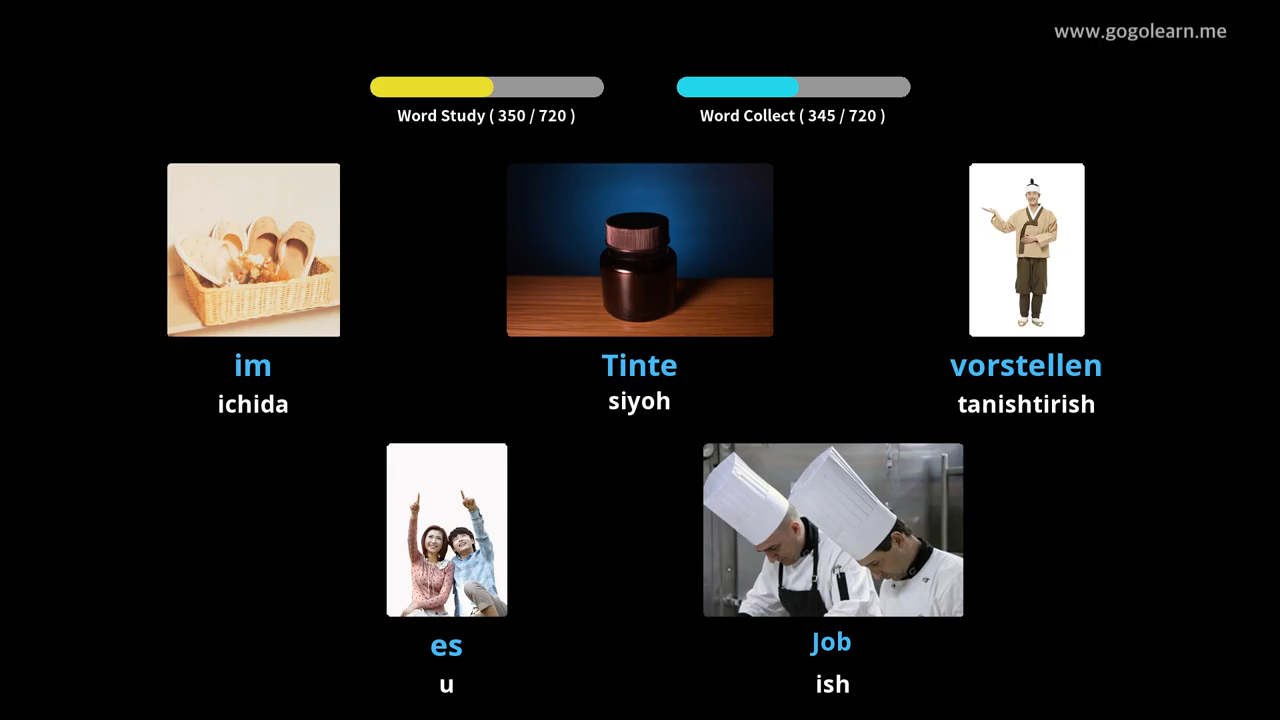 www.gogolearn.me
Word Study ( 350 / 720 )
Word Collect ( 345 / 720 )
im
ichida
Tinte
siyoh
vorstellen
tanishtirish
es
u
Job
ish